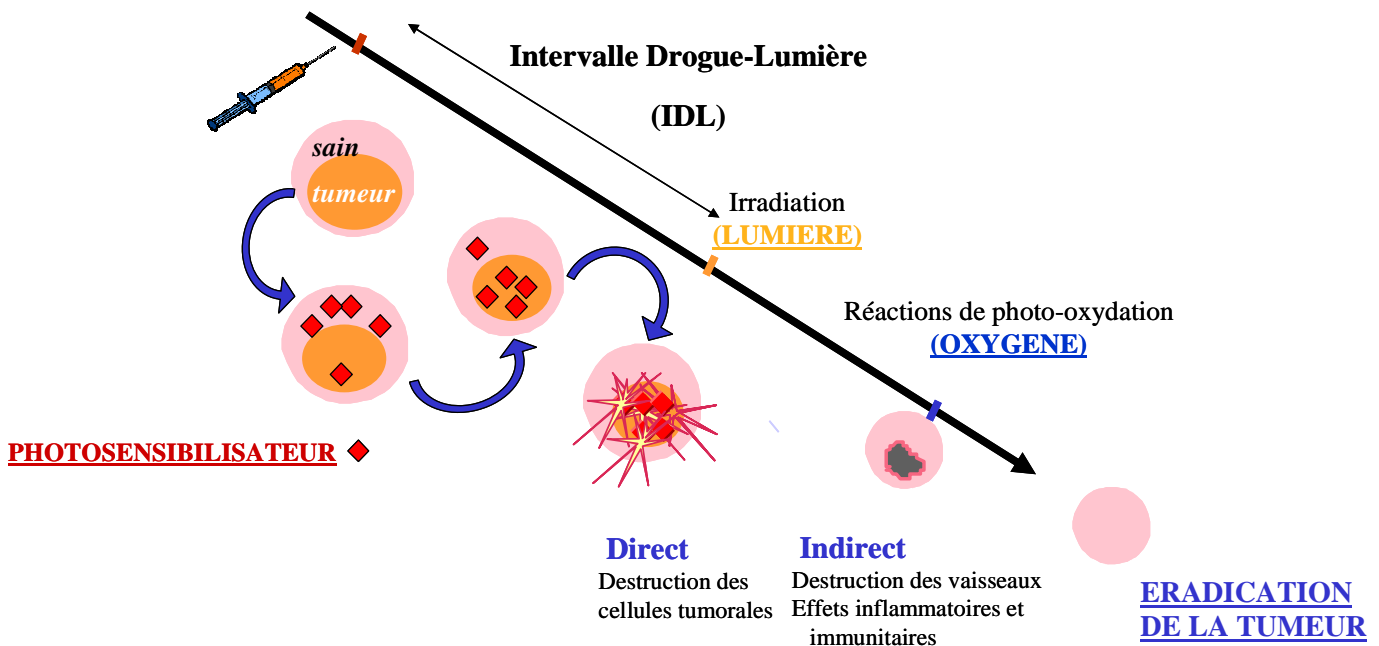 Intervalle Drogue-Lumière
(IDL)
sain
tumeur
Irradiation
(LUMIERE)
Réactions de photo-oxydation
(OXYGENE)
PHOTOSENSIBILISATEUR
Direct
Destruction des
cellules tumorales
Indirect
Destruction des vaisseaux
Effets inflammatoires et
immunitaires
ERADICATION
DE LA TUMEUR